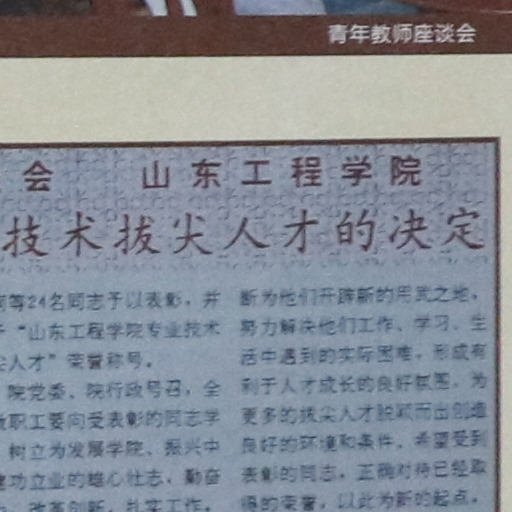 青年教师座谈会
会 山东工程学院
技术拔尖人才的决定
等24名同志予以表彰，并
“山东工程学院专业技术
尖人才”荣誉称号。
院党委、院行政号召，全
教职工要向受表彰的同志学
树立为发展学院、振兴中
建功立业的雄心壮志，勤奋
改革创新，扎实工作，
断为他们开辟新的用武之地，
努力解决他们工作、学习、生
活中遇到的实际困难，形成有
利于人才成长的良好氛围，为
更多的拔尖人才脱颖而出创造
良好的环境和条件。希望受到
表彰的同志，正确对待已经取
得的荣誉，以此为新的起点，